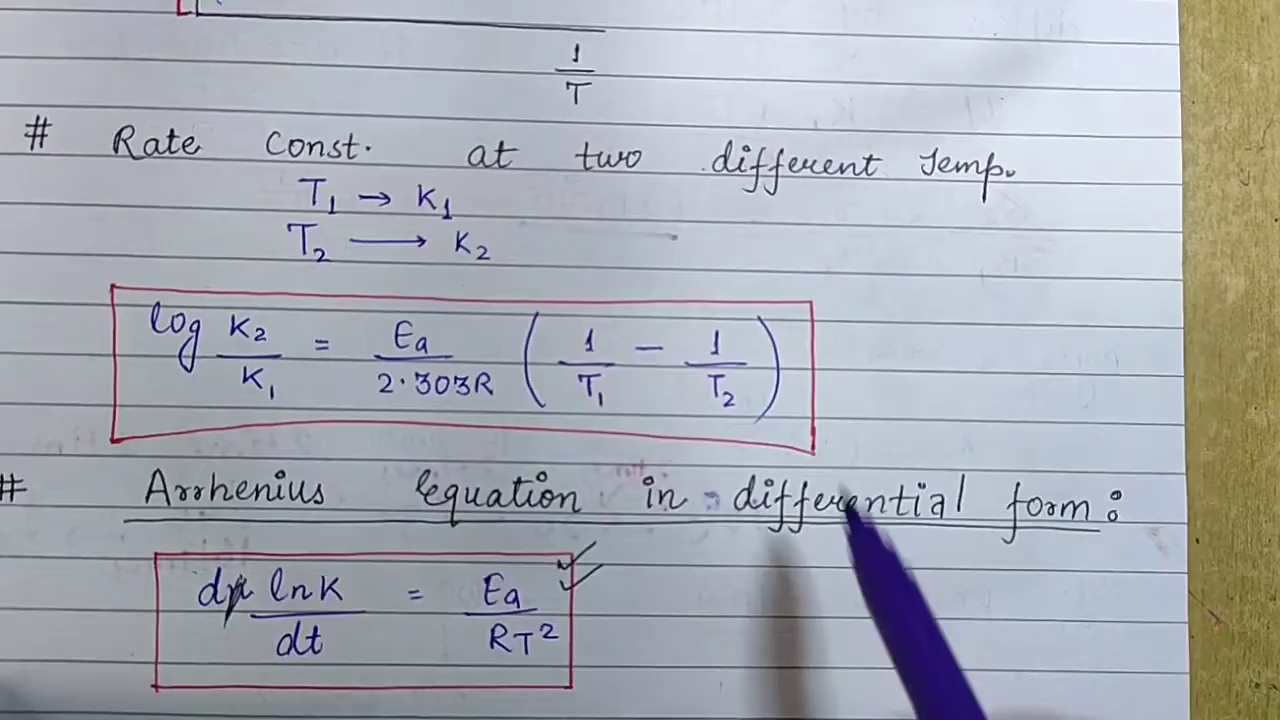 1/T
# Rate Const. at two different Temp.
T₁ → K₁
T₂ → K₂
log K₂/K₁ = Ea/2.303R (1/T₁ - 1/T₂)
# Arrhenius equation in differential form:
d lnK/dt = Ea/RT²